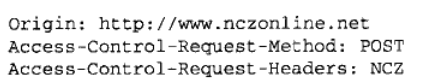 Origin: http://www.nczonline.net
Access-Control-Request-Method: POST
Access-Control-Request-Headers: NCZ